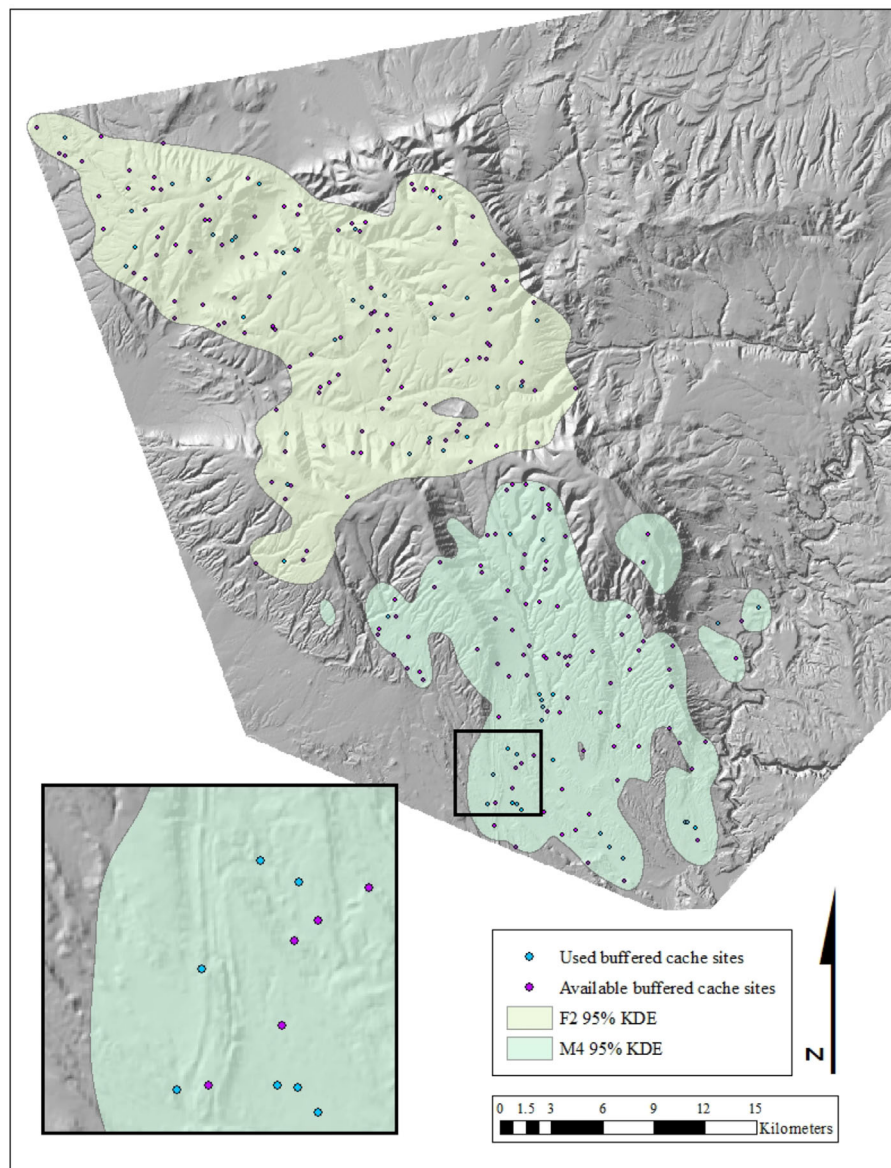 Used buffered cache sites
Available buffered cache sites
F2 95% KDE
M4 95% KDE
N
0 1.5 3 6 9 12 15
Kilometers